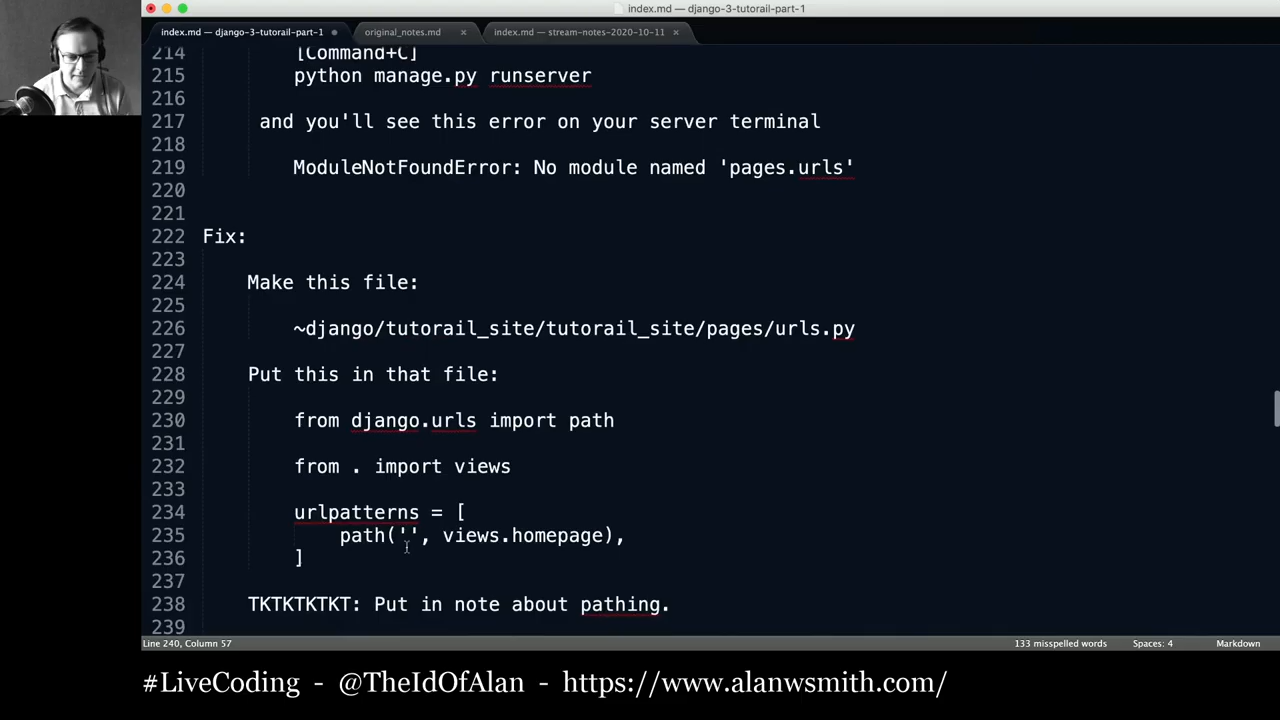 index.md — django-3-tutorail-part-1
index.md — django-3-tutorail-part-1 original_notes.md index.md — stream-notes-2020-10-11
214 [Command+C]
215 python manage.py runserver
216
217 and you'll see this error on your server terminal
218
219 ModuleNotFoundError: No module named 'pages.urls'
220
221
222 Fix:
223
224 Make this file:
225
226 ~django/tutorail_site/tutorail_site/pages/urls.py
227
228 Put this in that file:
229
230 from django.urls import path
231
232 from . import views
233
234 urlpatterns = [
235 path('', views.homepage),
236 ]
237
238 TKTKTKTKT: Put in note about pathing.
239
Line 240, Column 57 133 misspelled words Spaces: 4 Markdown
#LiveCoding - @TheIdOfAlan - https://www.alanwsmith.com/